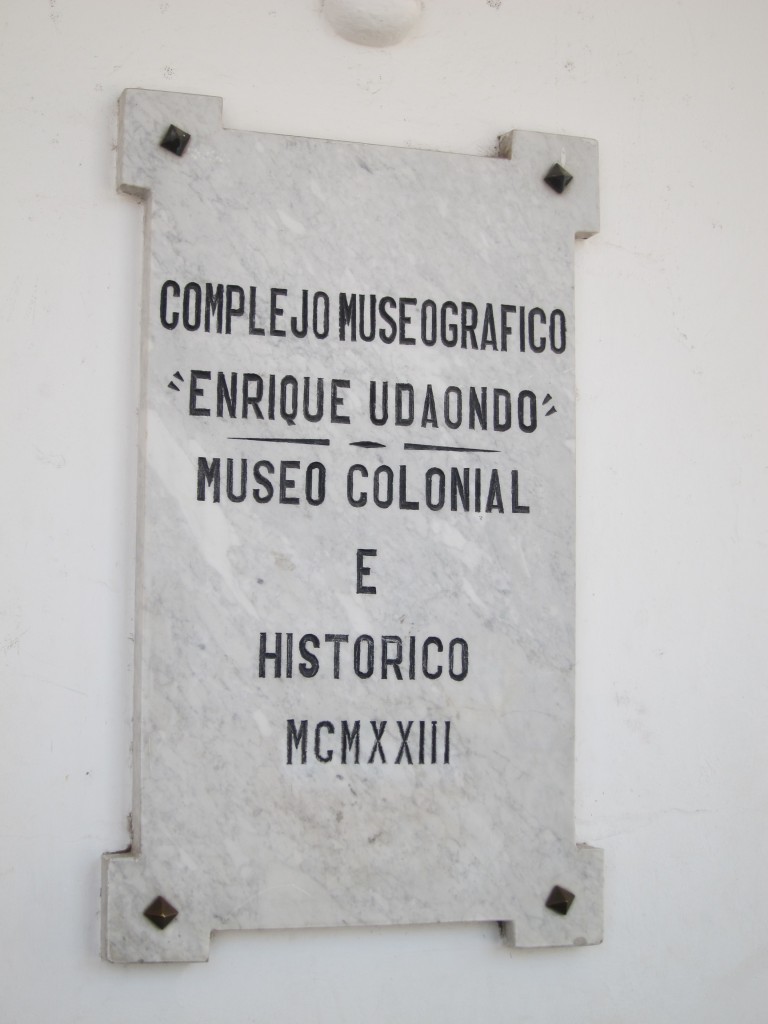 COMPLEJO MUSEOGRAFICO
"ENRIQUE UDAONDO"
MUSEO COLONIAL
E
HISTORICO
MCMXXIII